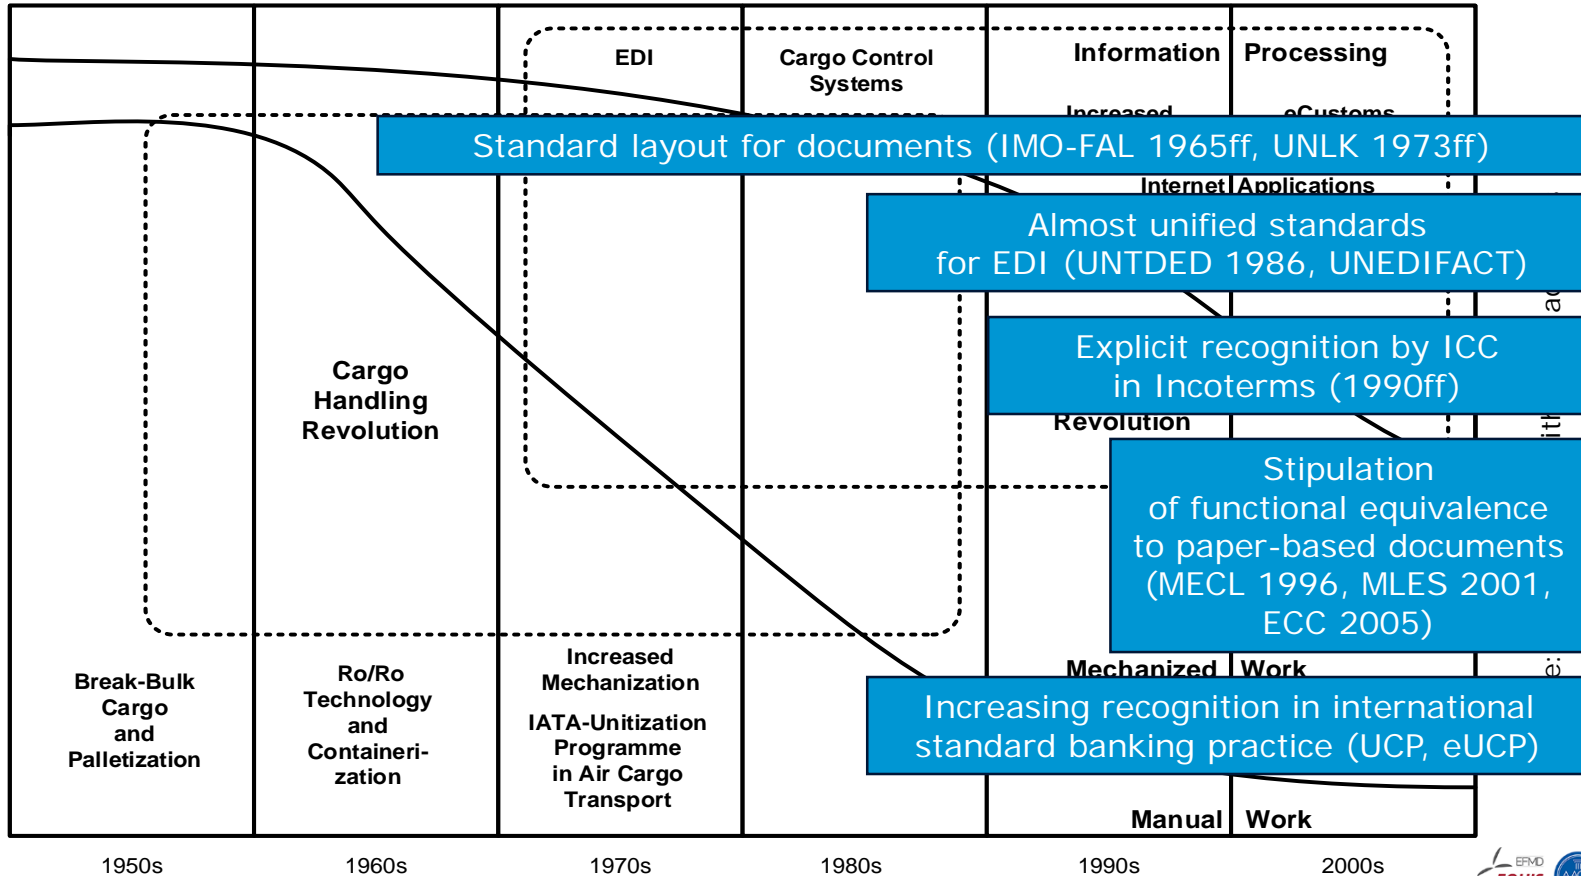 EDI
Cargo Control
Systems
Information Processing
Increased eCustoms
Standard layout for documents (IMO-FAL 1965ff, UNLK 1973ff)
Internet Applications
Almost unified standards
for EDI (UNTDED 1986, UNEDIFACT)
Explicit recognition by ICC
in Incoterms (1990ff)
Cargo
Handling
Revolution
Revolution
Stipulation
of functional equivalence
to paper-based documents
(MECL 1996, MLES 2001,
ECC 2005)
Mechanized Work
Increasing recognition in international
standard banking practice (UCP, eUCP)
Break-Bulk
Cargo
and
Palletization
Ro/Ro
Technology
and
Containeri-
zation
Increased
Mechanization
IATA-Unitization
Programme
in Air Cargo
Transport
Manual Work
1950s
1960s
1970s
1980s
1990s
2000s
EFMD